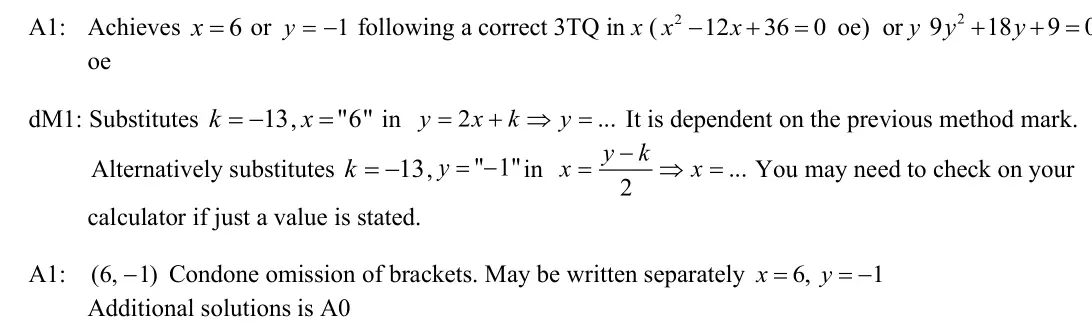 A1: Achieves x = 6 or y = −1 following a correct 3TQ in x ( x² −12x + 36 = 0 oe) or y 9y² +18y + 9 = 0
oe
dM1: Substitutes k = −13, x = "6" in y = 2x + k ⇒ y = ... It is dependent on the previous method mark.
Alternatively substitutes k = −13, y = "−1" in x = (y − k)/2 ⇒ x = ... You may need to check on your
calculator if just a value is stated.
A1: (6, −1) Condone omission of brackets. May be written separately x = 6, y = −1
Additional solutions is A0